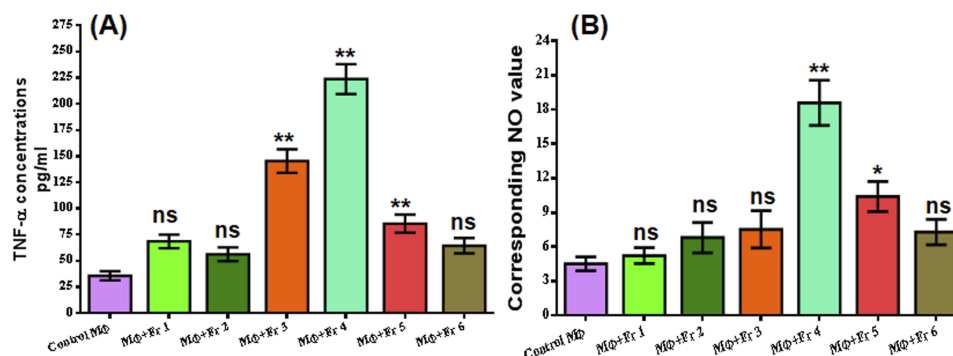 (A)
TNF-α concentrations
pg/ml
275
250
225
200
175
150
125
100
75
50
25
0
ns
ns
**
**
**
ns
Control MΦ
MΦ+Fr 1
MΦ+Fr 2
MΦ+Fr 3
MΦ+Fr 4
MΦ+Fr 5
MΦ+Fr 6
(B)
Corresponding NO value
24
21
18
15
12
9
6
3
0
ns
ns
ns
**
*
ns
Control MΦ
MΦ+Fr 1
MΦ+Fr 2
MΦ+Fr 3
MΦ+Fr 4
MΦ+Fr 5
MΦ+Fr 6